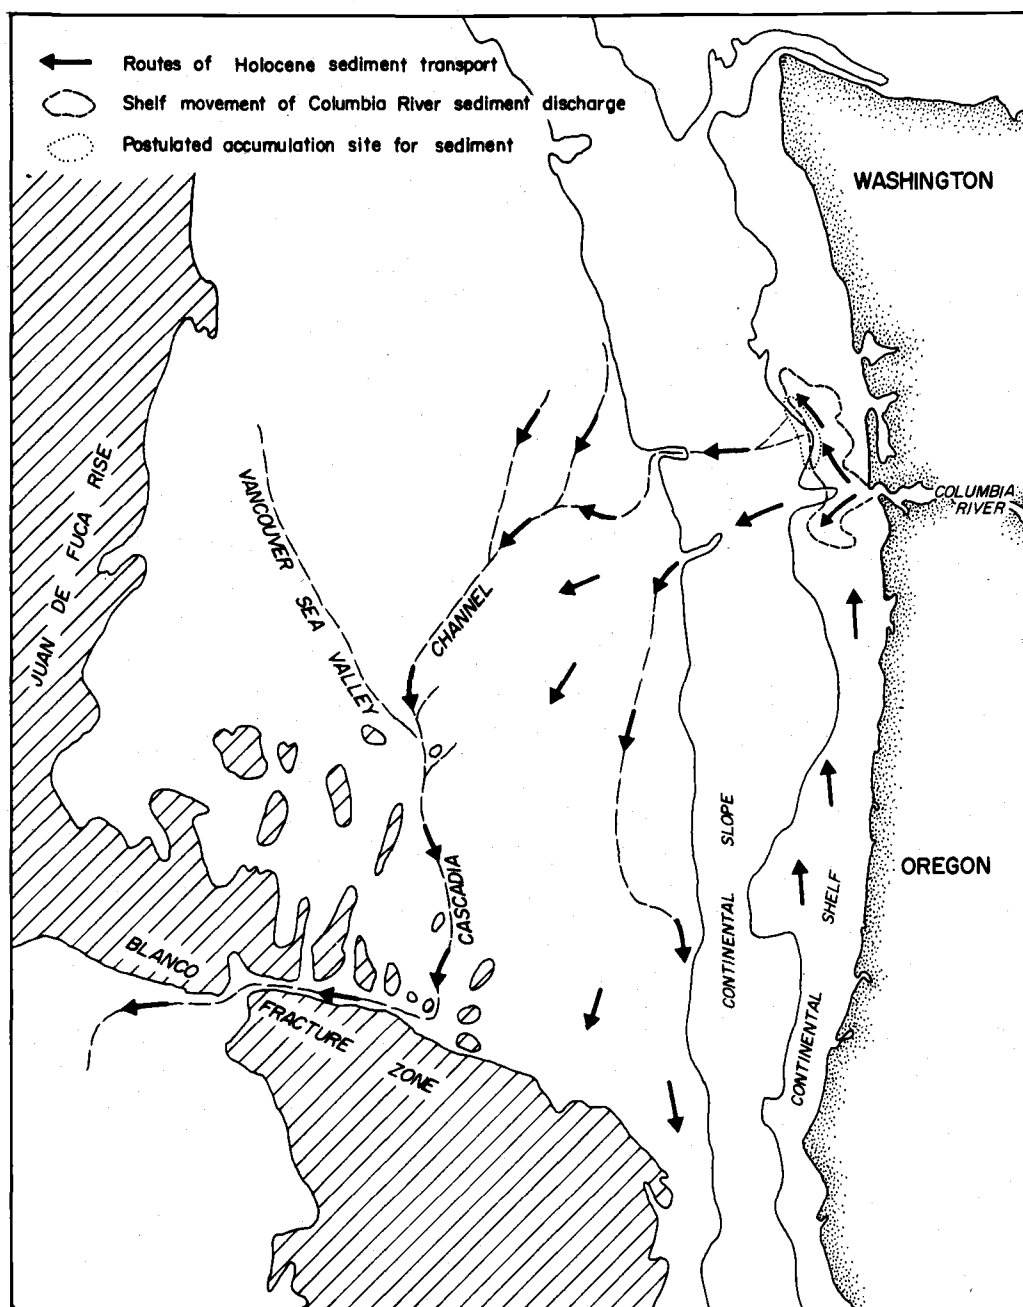 Routes of Holocene sediment transport
Shelf movement of Columbia River sediment discharge
Postulated accumulation site for sediment
WASHINGTON
COLUMBIA
RIVER
JUAN DE FUCA RISE
VANCOUVER SEA VALLEY
CHANNEL
CASCADIA
CONTINENTAL SLOPE
CONTINENTAL SHELF
OREGON
BLANCO
FRACTURE
ZONE